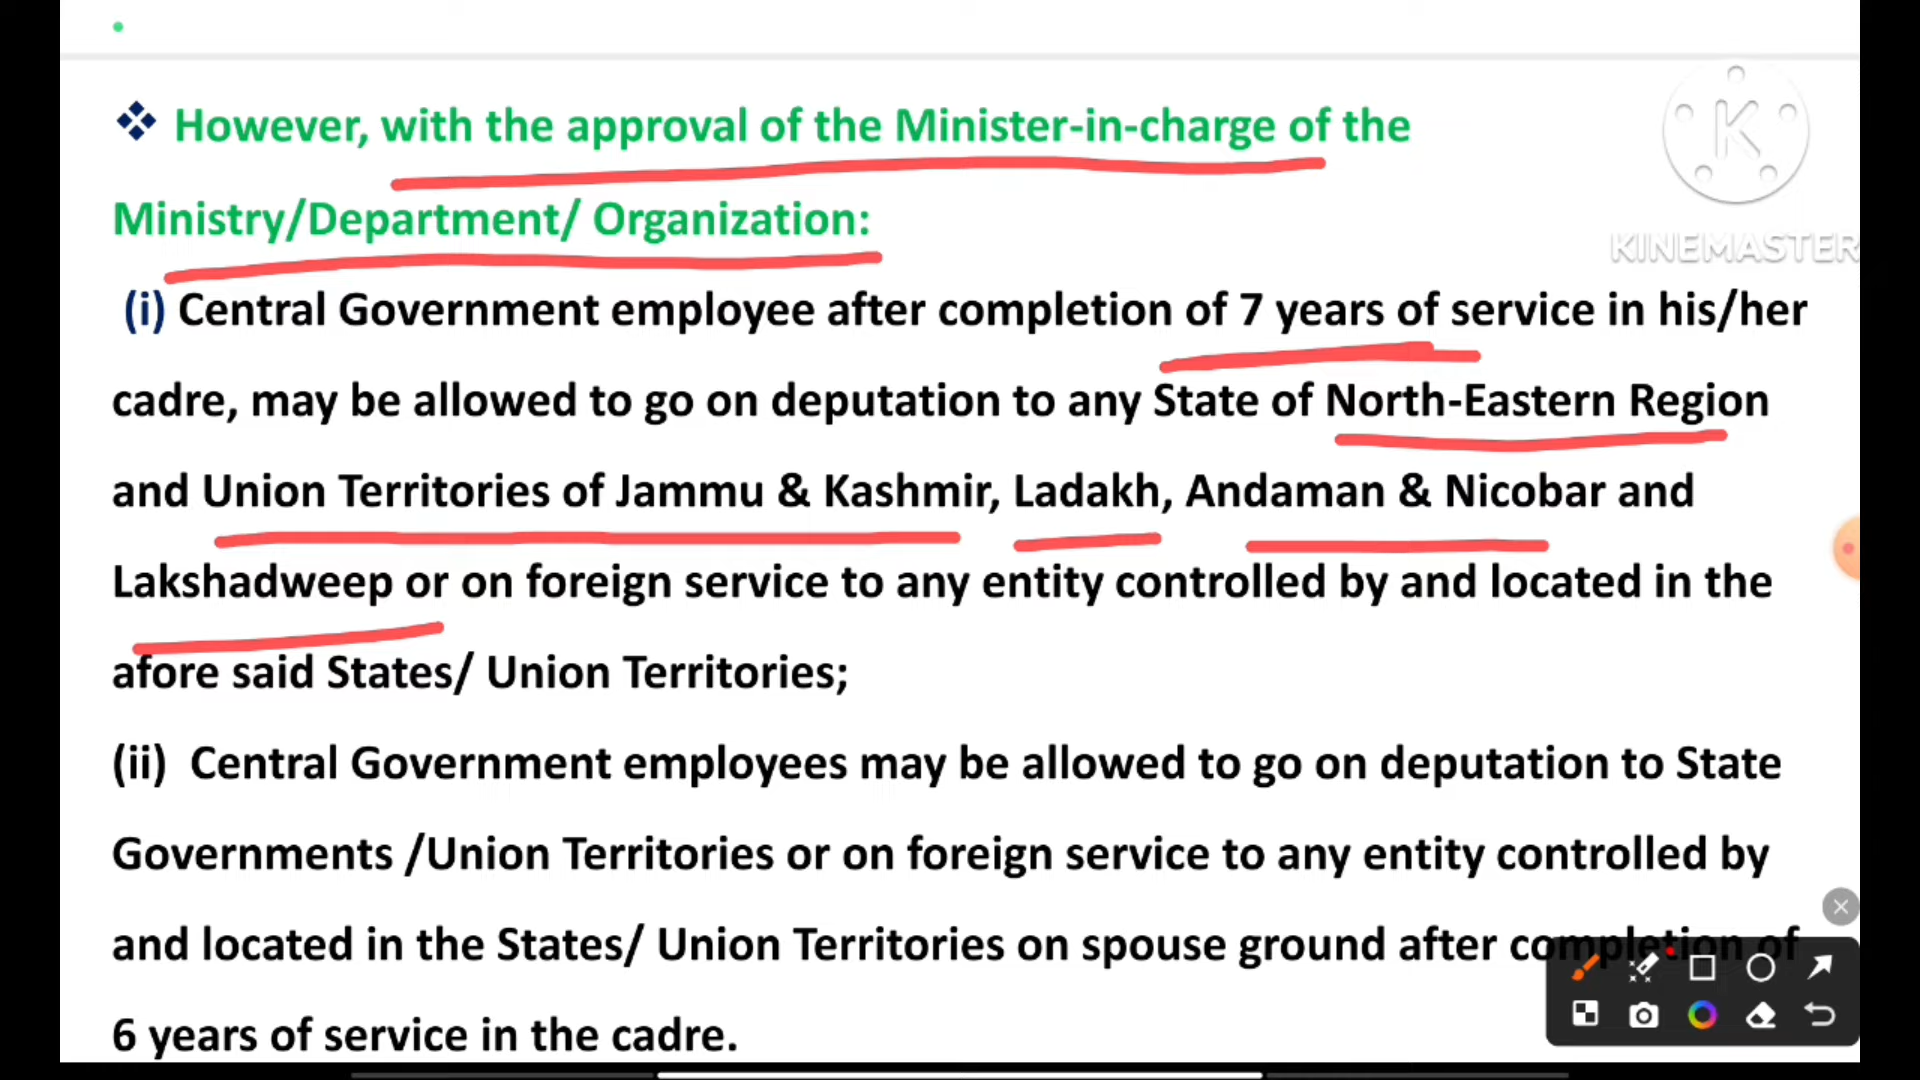 However, with the approval of the Minister-in-charge of the
KINEMASTER
Ministry/Department/ Organization:
(i) Central Government employee after completion of 7 years of service in his/her
cadre, may be allowed to go on deputation to any State of North-Eastern Region
and Union Territories of Jammu & Kashmir, Ladakh, Andaman & Nicobar and
Lakshadweep or on foreign service to any entity controlled by and located in the
afore said States/ Union Territories;
(ii) Central Government employees may be allowed to go on deputation to State
Governments /Union Territories or on foreign service to any entity controlled by
and located in the States/ Union Territories on spouse ground after completion of
6 years of service in the cadre.